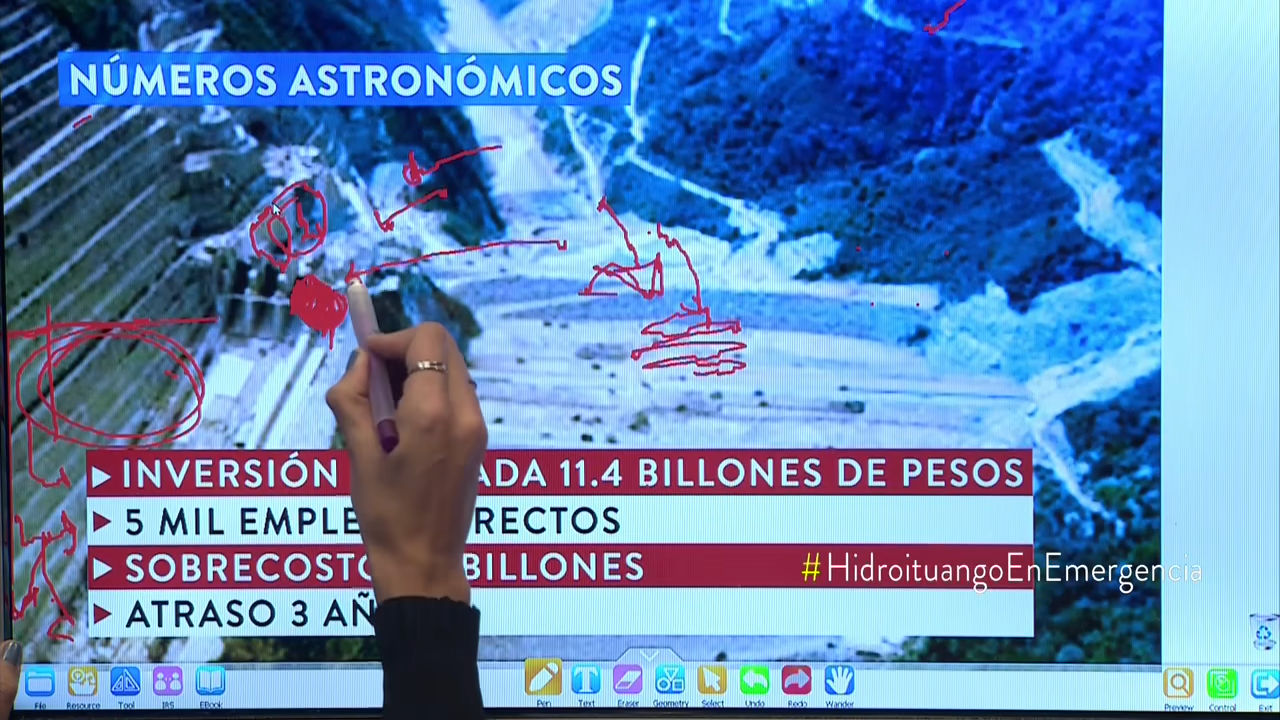 NÚMEROS ASTRONÓMICOS
INVERSIÓN ADA 11.4 BILLONES DE PESOS
5 MIL EMPLE RECTOS
SOBRECOSTO BILLONES
#HidroituangoEnEmergencia
ATRASO 3 AÑ
File Resource Tool IRS EBook Pen Text Eraser Geometry Select Undo Redo Wander Preview Control Exit